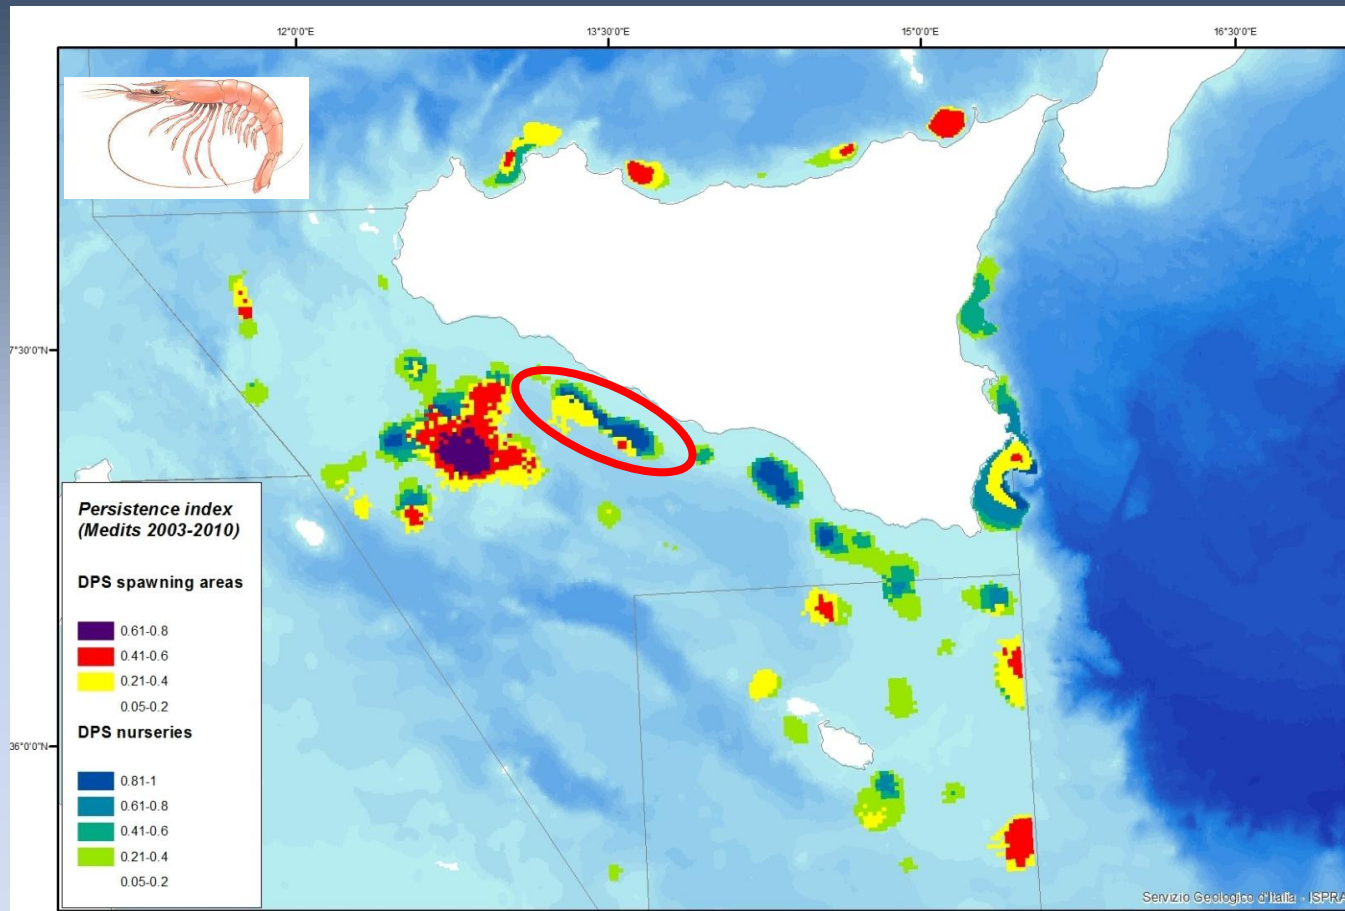 12°0'0"E
13°30'0"E
15°0'0"E
16°30'0"E
7°30'0"N
36°0'0"N
Persistence index
(Medits 2003-2010)
DPS spawning areas
0.61-0.8
0.41-0.6
0.21-0.4
0.05-0.2
DPS nurseries
0.81-1
0.61-0.8
0.41-0.6
0.21-0.4
0.05-0.2
Servizio Geologico d'Italia - ISPRA